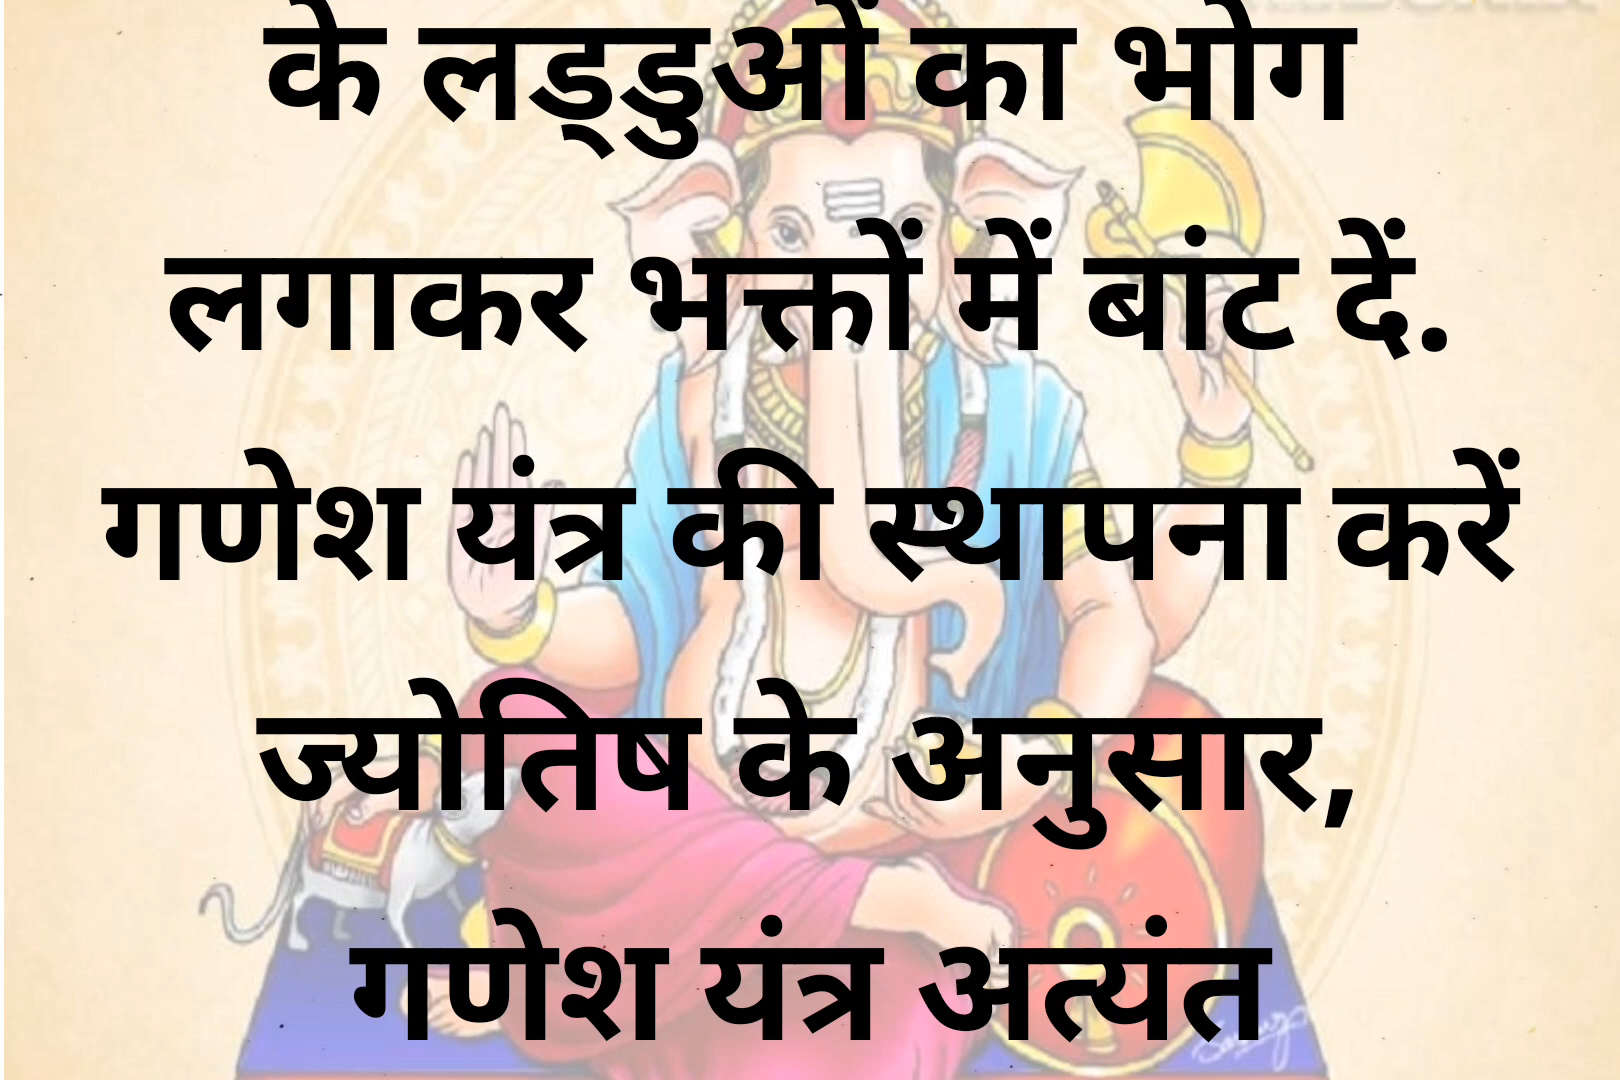 के लड्डुओं का भोग
लगाकर भक्तों में बांट दें.
गणेश यंत्र की स्थापना करें
ज्योतिष के अनुसार,
गणेश यंत्र अत्यंत